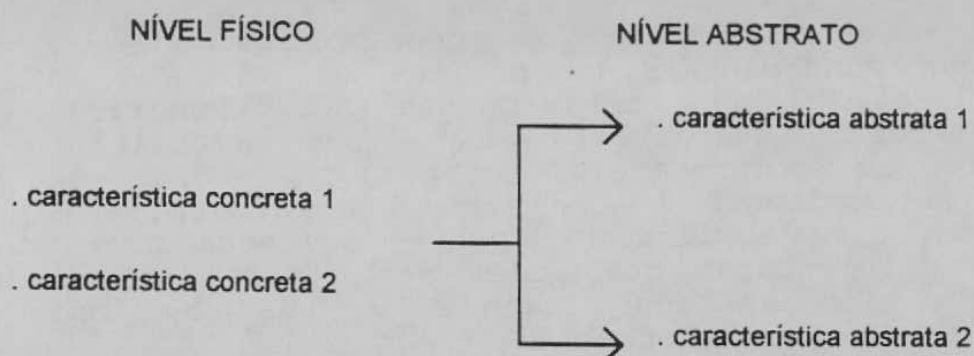 NÍVEL FÍSICO
NÍVEL ABSTRATO
. característica abstrata 1
. característica concreta 1
. característica concreta 2
. característica abstrata 2